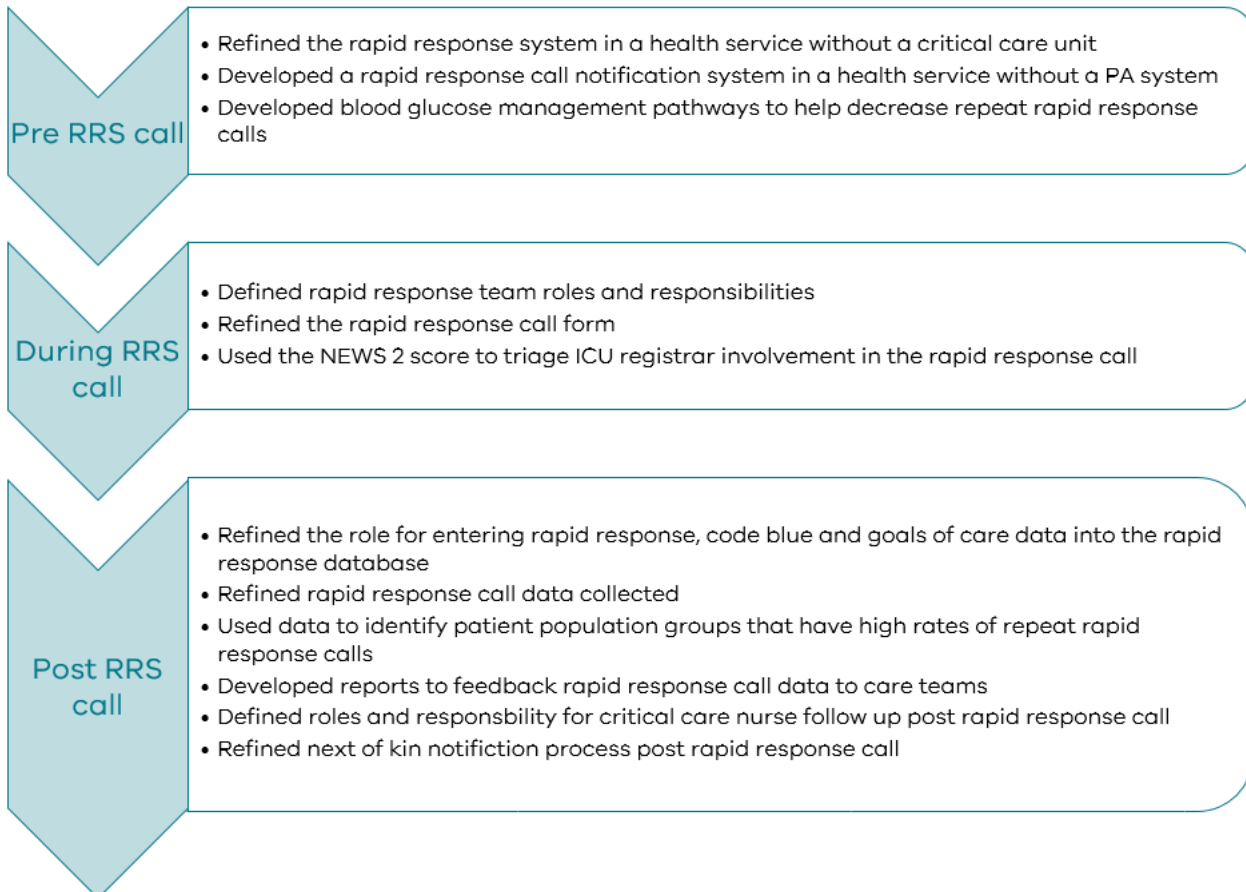 Pre RRS call
• Refined the rapid response system in a health service without a critical care unit
• Developed a rapid response call notification system in a health service without a PA system
• Developed blood glucose management pathways to help decrease repeat rapid response
calls
During RRS
call
• Defined rapid response team roles and responsibilities
• Refined the rapid response call form
• Used the NEWS 2 score to triage ICU registrar involvement in the rapid response call
Post RRS
call
• Refined the role for entering rapid response, code blue and goals of care data into the rapid
response database
• Refined rapid response call data collected
• Used data to identify patient population groups that have high rates of repeat rapid
response calls
• Developed reports to feedback rapid response call data to care teams
• Defined roles and responsbility for critical care nurse follow up post rapid response call
• Refined next of kin notifiction process post rapid response call